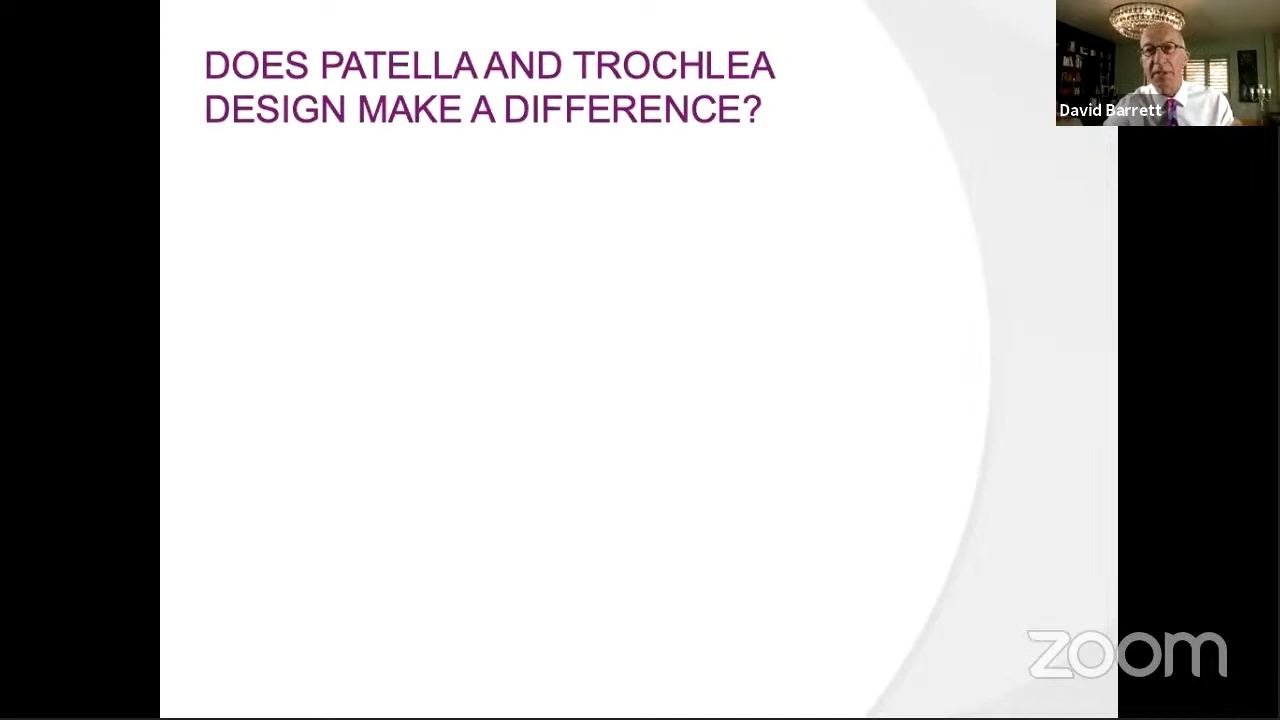 DOES PATELLA AND TROCHLEA
DESIGN MAKE A DIFFERENCE?
David Barrett
zoom